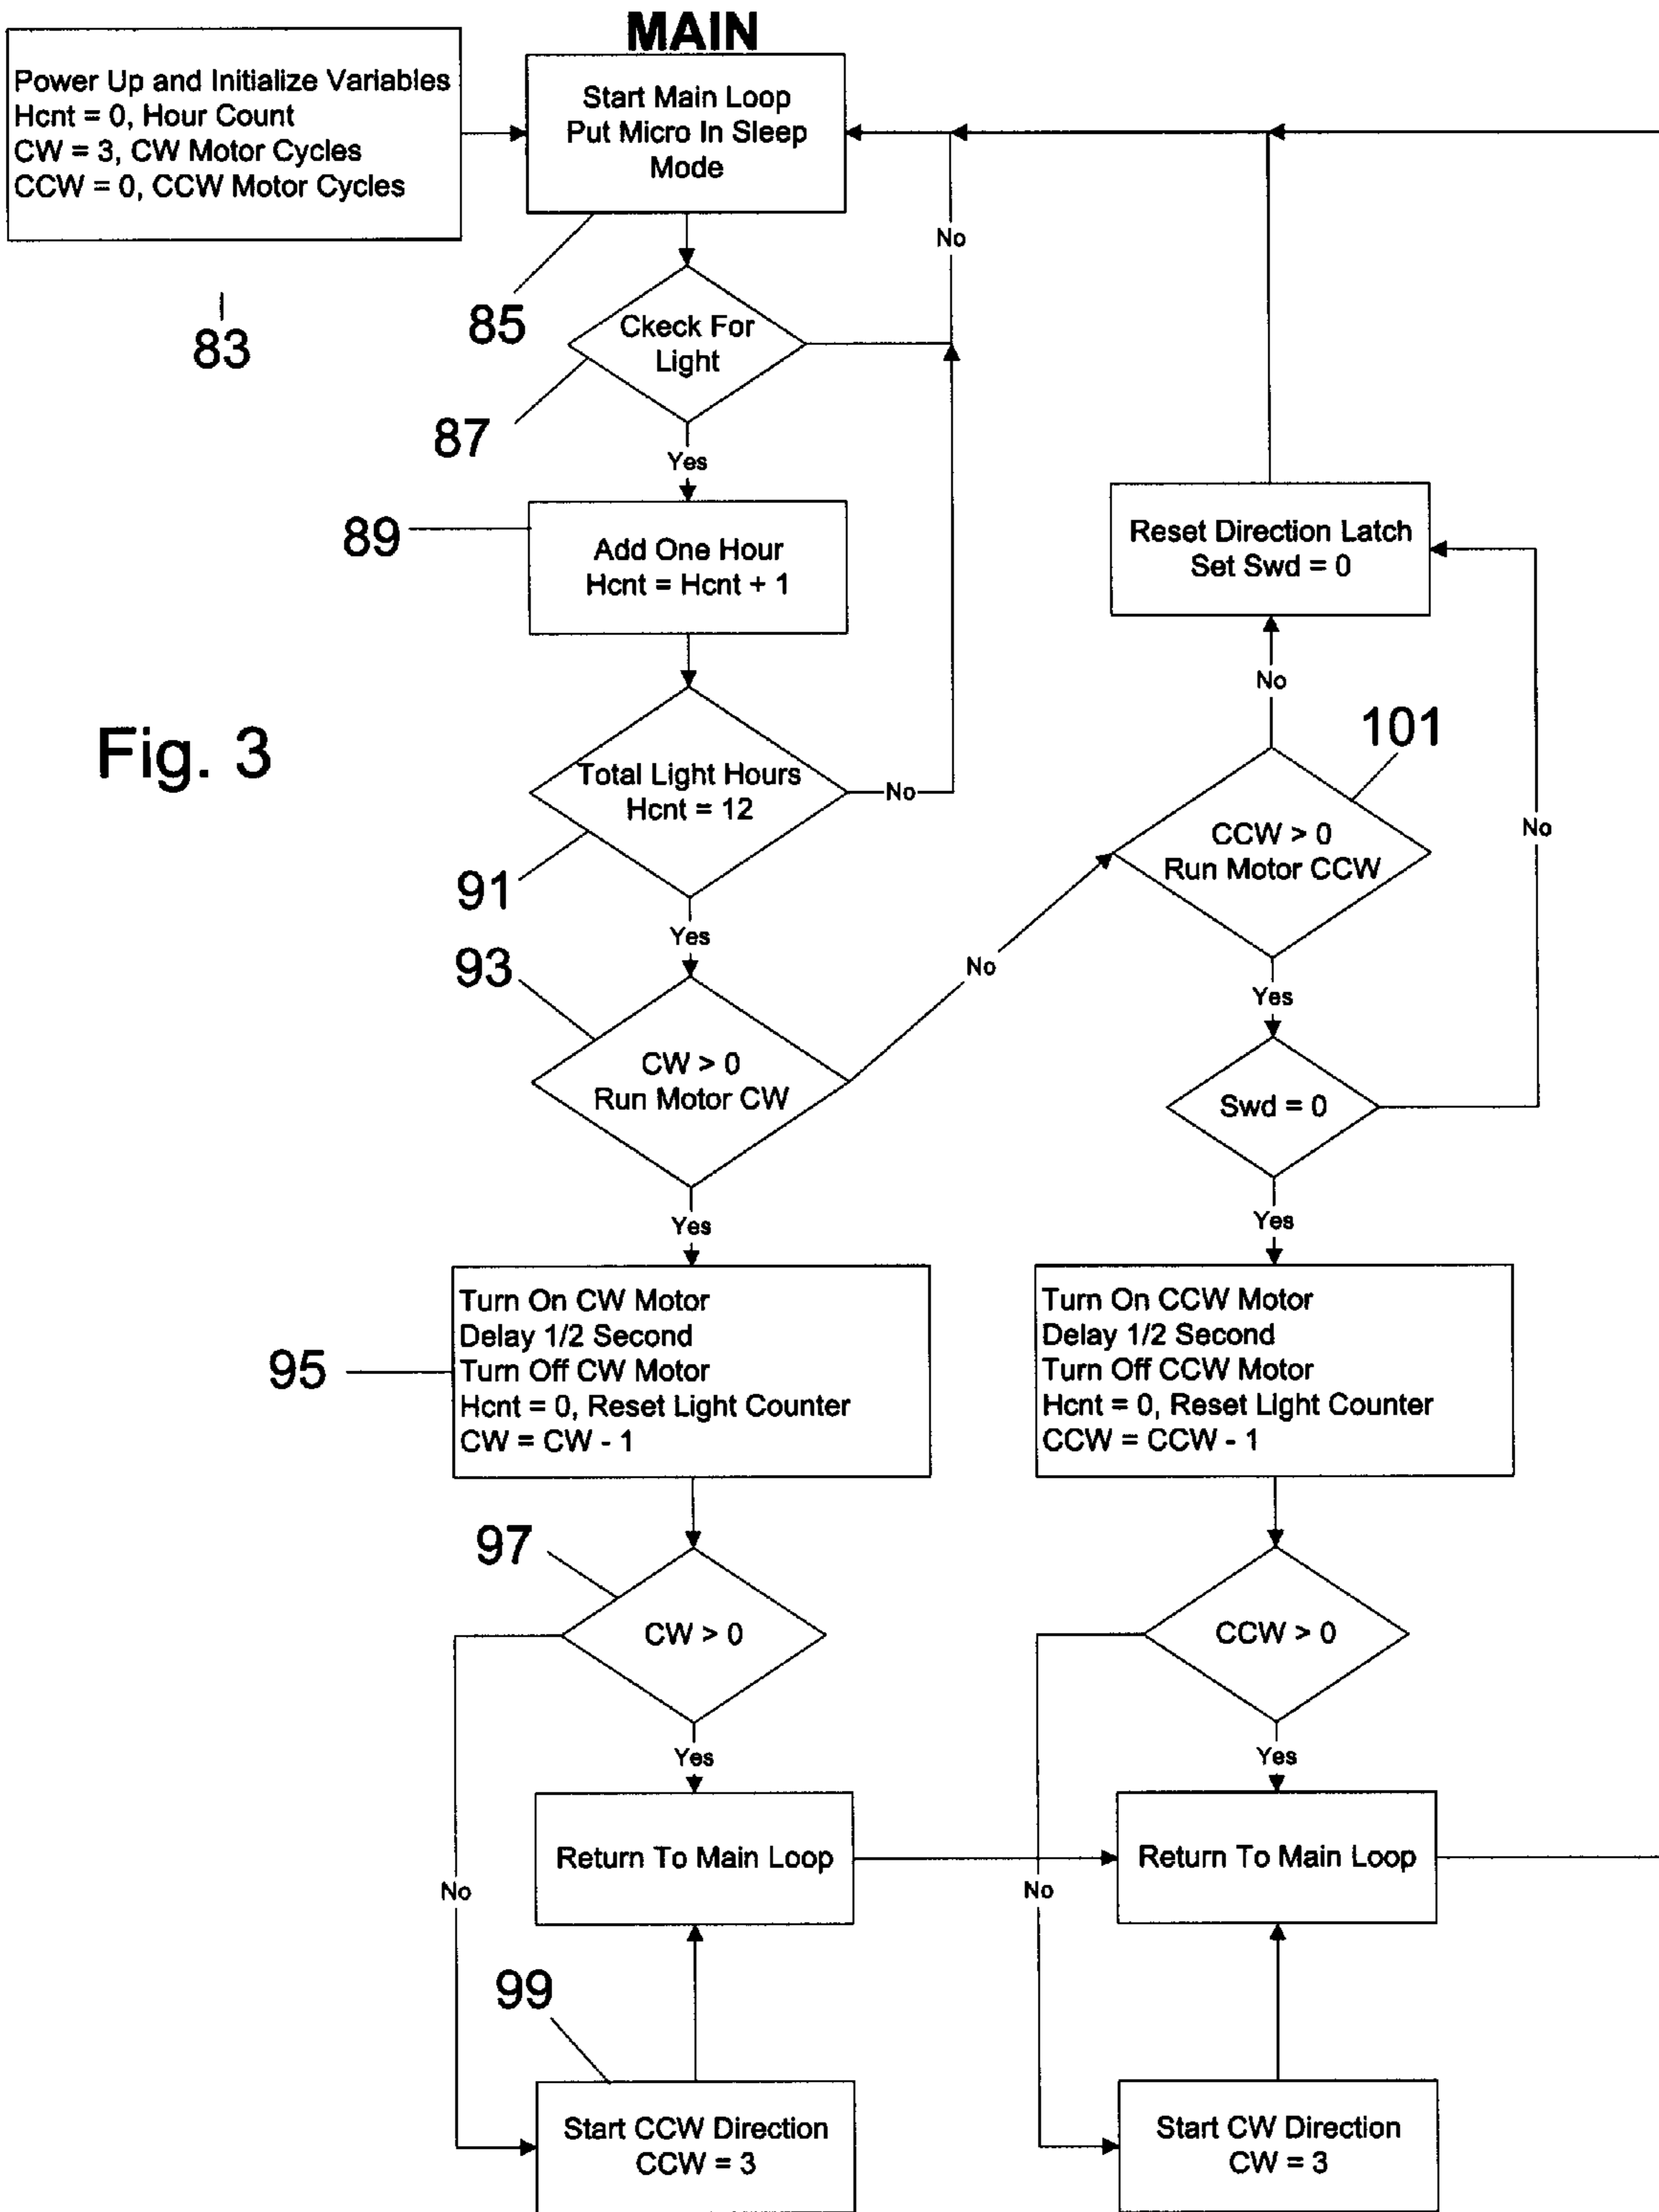 MAIN
Power Up and Initialize Variables
Hcnt = 0, Hour Count
CW = 3, CW Motor Cycles
CCW = 0, CCW Motor Cycles
83
Start Main Loop
Put Micro In Sleep
Mode
85
No
Ckeck For
Light
87
Yes
89
Add One Hour
Hcnt = Hcnt + 1
Reset Direction Latch
Set Swd = 0
No
Fig. 3
Total Light Hours
Hcnt = 12
No
91
Yes
101
CCW > 0
Run Motor CCW
No
93
No
Yes
CW > 0
Run Motor CW
Swd = 0
Yes
Yes
95
Turn On CW Motor
Delay 1/2 Second
Turn Off CW Motor
Hcnt = 0, Reset Light Counter
CW = CW - 1
Turn On CCW Motor
Delay 1/2 Second
Turn Off CCW Motor
Hcnt = 0, Reset Light Counter
CCW = CCW - 1
97
CW > 0
CCW > 0
Yes
Yes
Return To Main Loop
Return To Main Loop
No
No
99
Start CCW Direction
CCW = 3
Start CW Direction
CW = 3